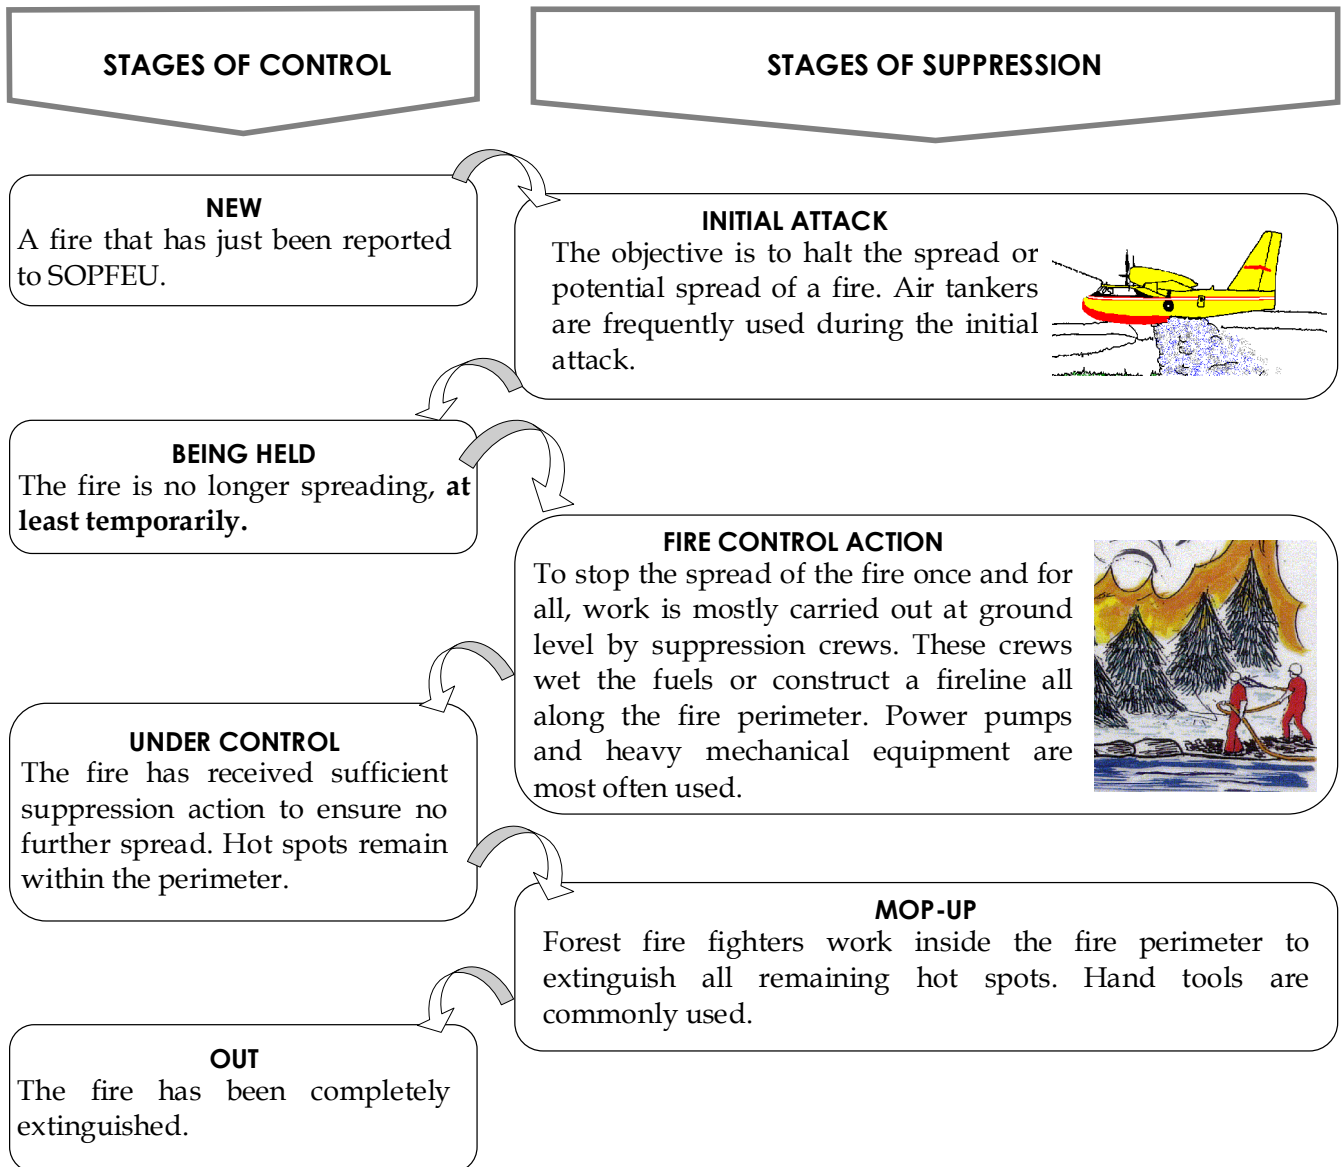 STAGES OF CONTROL
STAGES OF SUPPRESSION
NEW
A fire that has just been reported
to SOPFEU.
INITIAL ATTACK
The objective is to halt the spread or
potential spread of a fire. Air tankers
are frequently used during the initial
attack.
BEING HELD
The fire is no longer spreading, at
least temporarily.
FIRE CONTROL ACTION
To stop the spread of the fire once and for
all, work is mostly carried out at ground
level by suppression crews. These crews
wet the fuels or construct a fireline all
along the fire perimeter. Power pumps
and heavy mechanical equipment are
most often used.
UNDER CONTROL
The fire has received sufficient
suppression action to ensure no
further spread. Hot spots remain
within the perimeter.
MOP-UP
Forest fire fighters work inside the fire perimeter to
extinguish all remaining hot spots. Hand tools are
commonly used.
OUT
The fire has been completely
extinguished.